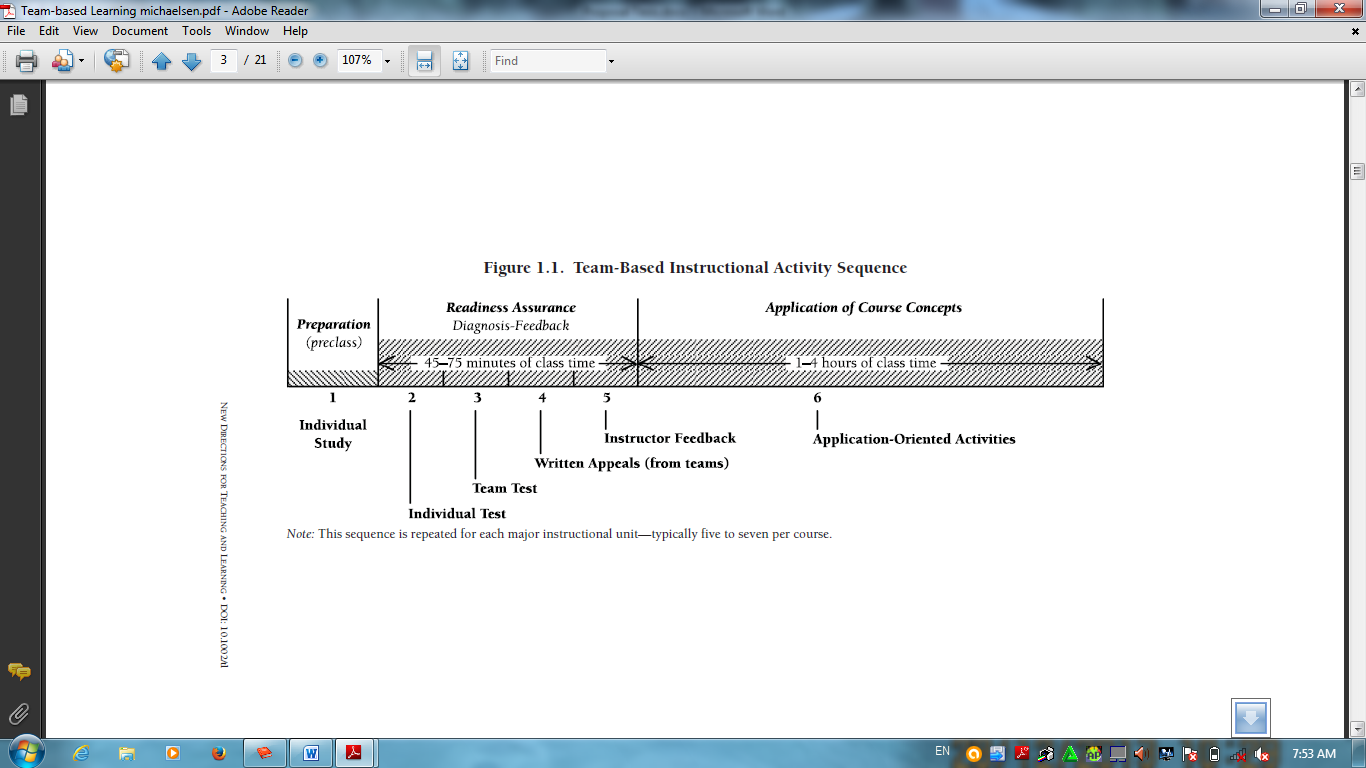 Team-based Learning michaelsen.pdf - Adobe Reader
File Edit View Document Tools Window Help
3 / 21 107% Find
Figure 1.1. Team-Based Instructional Activity Sequence
Preparation
(preclass)
Readiness Assurance
Diagnosis-Feedback
Application of Course Concepts
45–75 minutes of class time
1–4 hours of class time
1 2 3 4 5 6
Individual
Study
Instructor Feedback
Application-Oriented Activities
Written Appeals (from teams)
Team Test
Individual Test
Note: This sequence is repeated for each major instructional unit—typically five to seven per course.
NEW DIRECTIONS FOR TEACHING AND LEARNING • DOI: 10.1002/tl
EN 7:53 AM